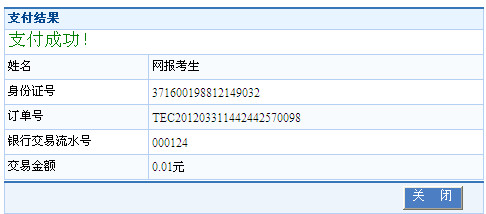 支付结果
支付成功！
姓名 网报考生
身份证号 371600198812149032
订单号 TEC20120331144244257​0098
银行交易流水号 000124
交易金额 0.01元
关 闭